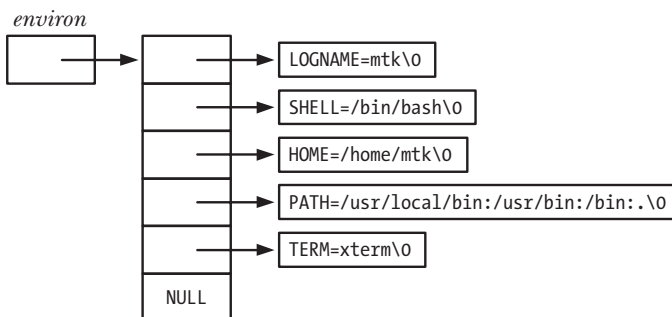 environ
LOGNAME=mtk\0
SHELL=/bin/bash\0
HOME=/home/mtk\0
PATH=/usr/local/bin:/usr/bin:/bin:.\0
TERM=xterm\0
NULL